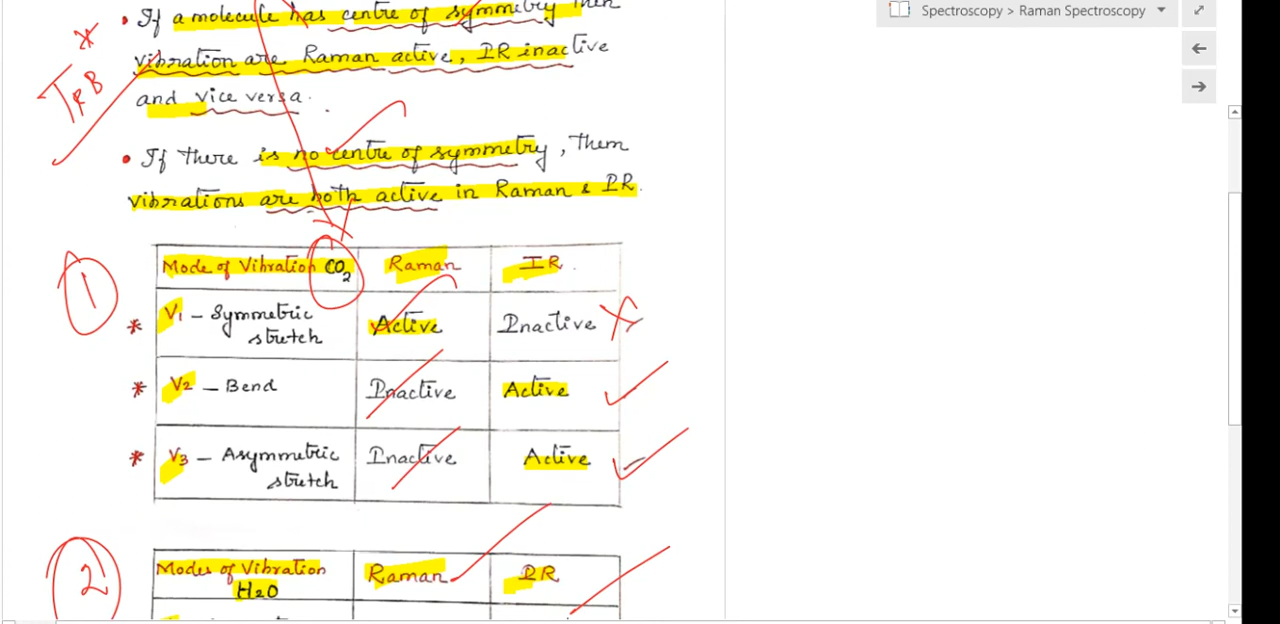 • If a molecule has centre of symmetry then
vibration are Raman active, IR inactive
and vice versa.
TRB
• If there is no centre of symmetry, them
vibrations are both active in Raman & IR.
1
Mode of Vibration CO2 Raman IR
* V1 – Symmetric stretch Active Inactive
* V2 – Bend Inactive Active
* V3 – Asymmetric stretch Inactive Active
2
Modes of Vibration H2O Raman IR
Spectroscopy > Raman Spectroscopy